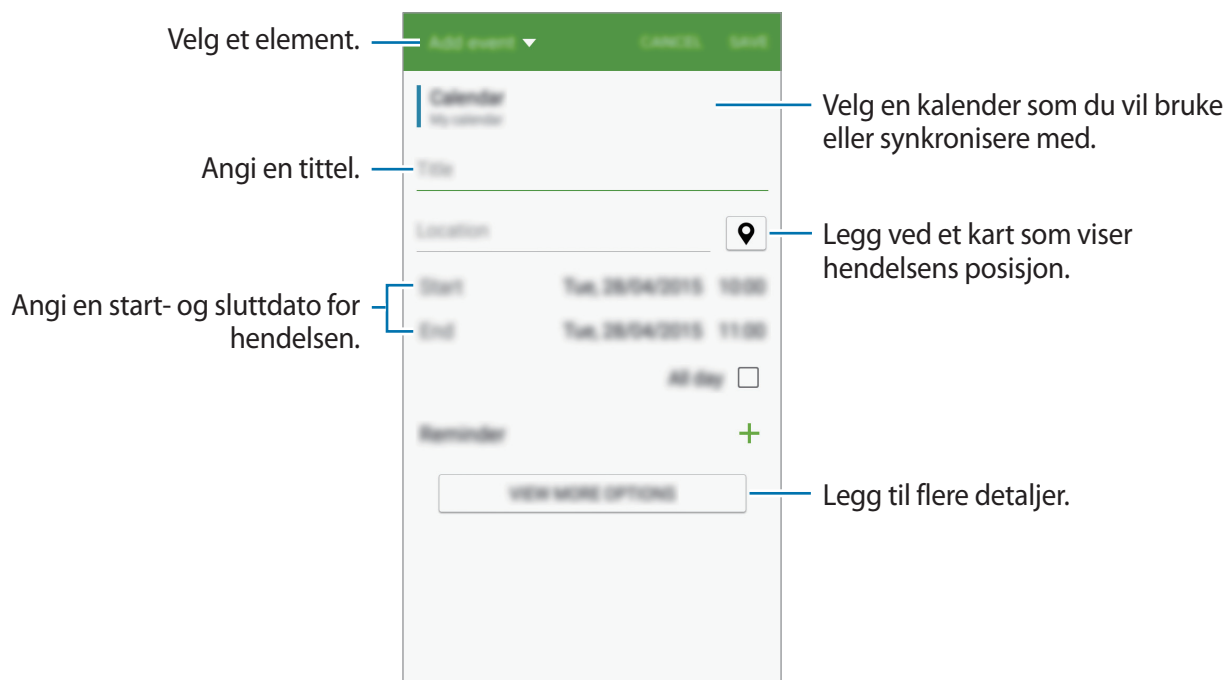 Velg et element.
Add event
CANCEL SAVE
Calendar
My calendar
Velg en kalender som du vil bruke
eller synkronisere med.
Angi en tittel.
Title
Location
Legg ved et kart som viser
hendelsens posisjon.
Angi en start- og sluttdato for
hendelsen.
Start Tue, 28/04/2015 10:00
End Tue, 28/04/2015 11:00
All day
Reminder
VIEW MORE OPTIONS
Legg til flere detaljer.